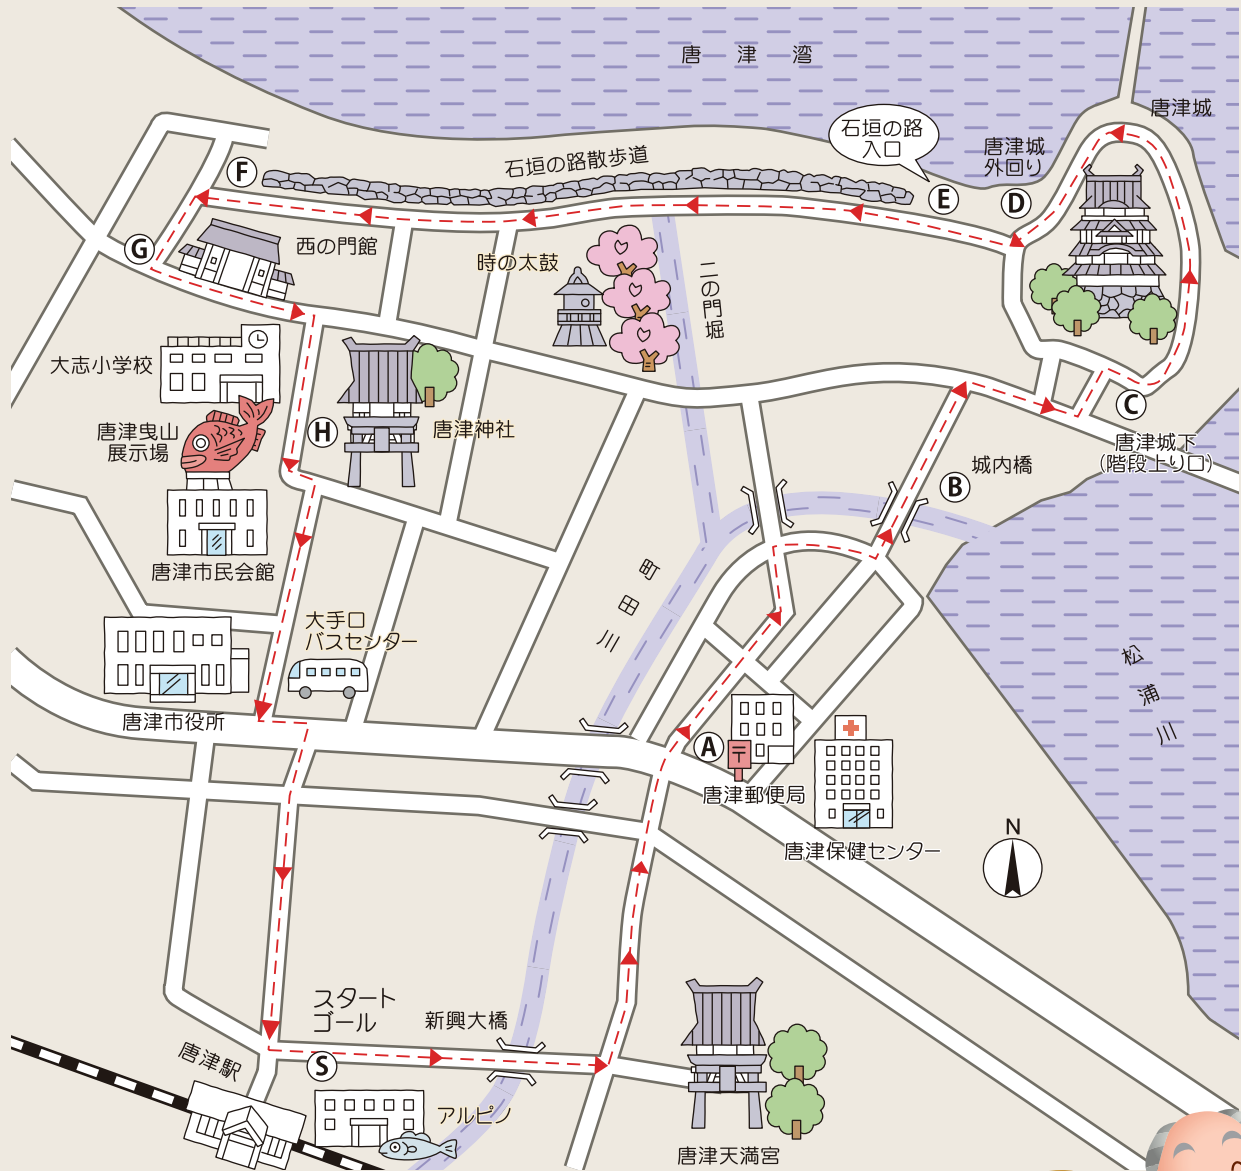 唐津湾
唐津城
石垣の路
入口
唐津城
外回り
石垣の路散歩道
F
E
D
G
西の門館
時の太鼓
二の門堀
大志小学校
唐津曳山
展示場
H
唐津神社
C
唐津城下
(階段上り口)
城内橋
B
唐津市民会館
町田川
大手口
バスセンター
松浦川
唐津市役所
A
唐津郵便局
唐津保健センター
N
スタート
ゴール
新興大橋
唐津駅
S
アルピノ
唐津天満宮